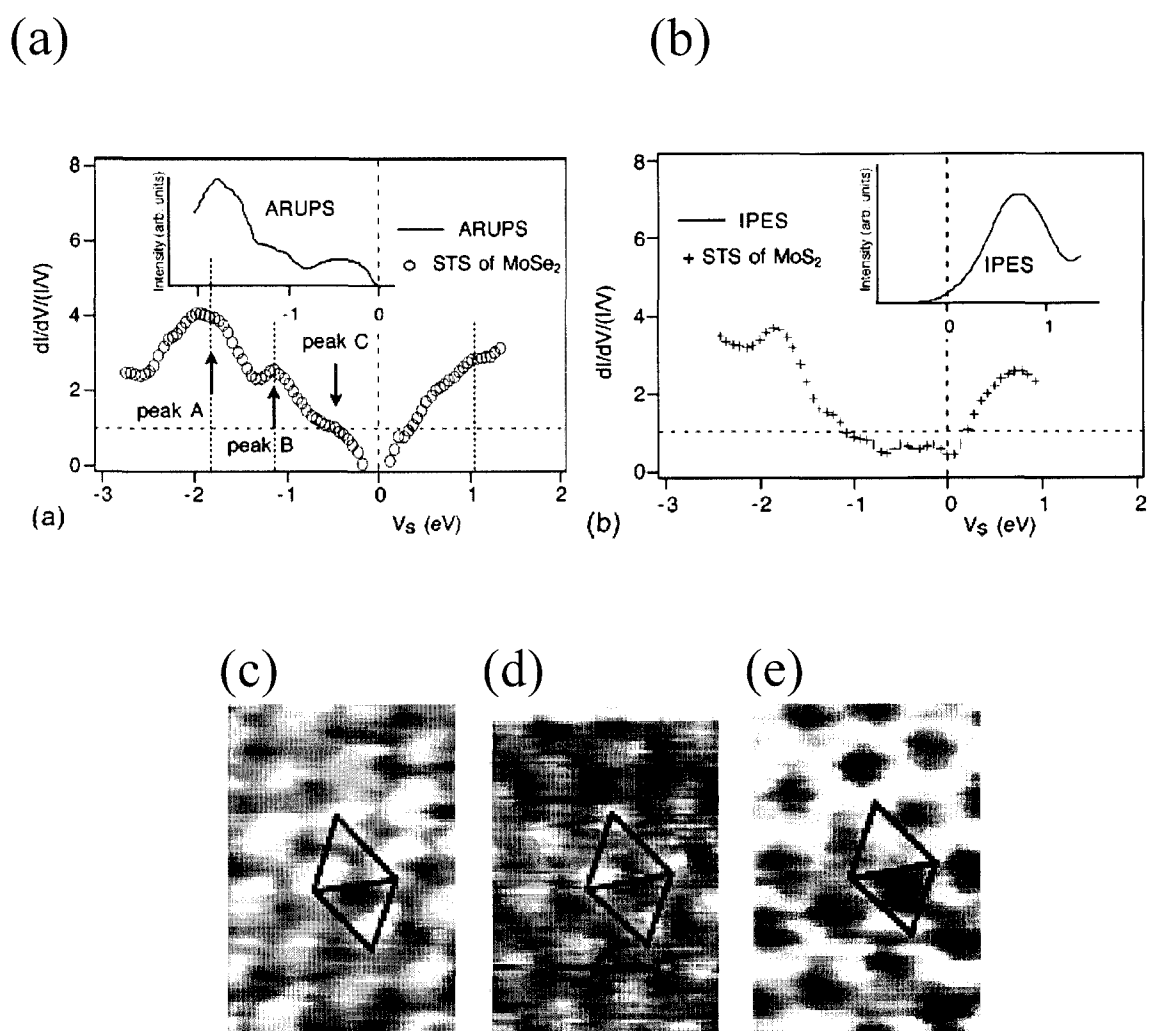 (a)
(b)
8
6
4
2
0
dI/dV/(I/V)
Intensity (arb. units)
ARUPS
-1
0
ARUPS
STS of MoSe₂
peak C
peak A
peak B
-3
-2
-1
0
1
2
(a)
Vs (eV)
8
6
4
2
0
dI/dV/(I/V)
IPES
STS of MoS₂
Intensity (arb. units)
IPES
0
1
-3
-2
-1
0
1
2
(b)
Vs (eV)
(c)
(d)
(e)